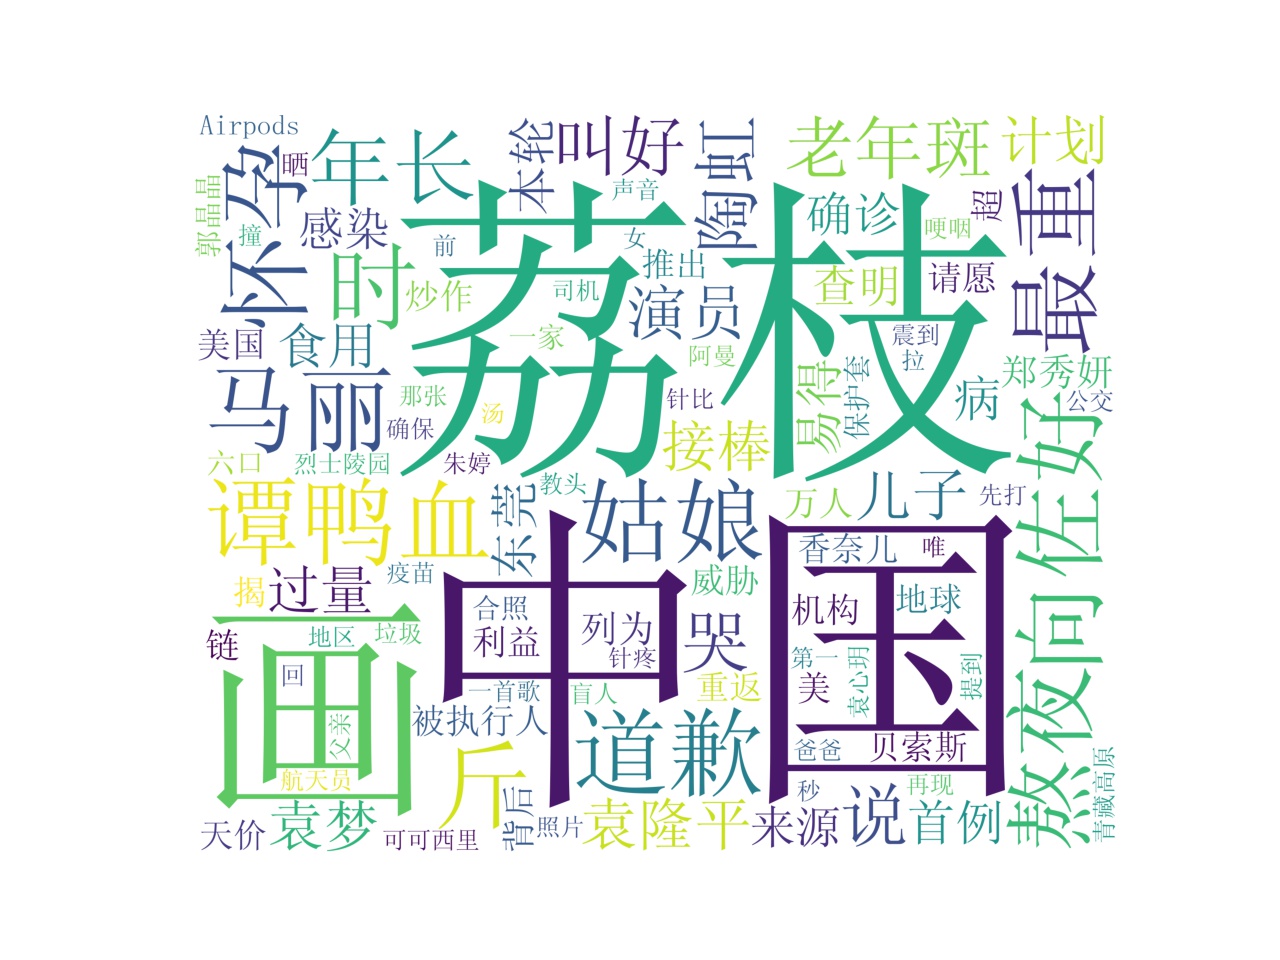 Airpods
晒
怀孕
年长
本轮
叫好
陶虹
老年斑
计划
郭晶晶
撞
感染
前
声音
女
确诊
哽咽
超
最重
时
炒作
荔枝
司机
推出
演员
查明
请愿
美国
食用
一家
阿曼
易得
保护套
震到
拉
郑秀妍
马丽
那张
确保
汤
针比
接棒
病
公交
六口
烈士陵园
朱婷
谭鸭血
东莞
教头
姑娘
万人
儿子
先打
佐好
敖夜向
揭
过量
疫苗
中国
香奈儿
唯
威胁
合照
利益
列为
针疼
哭
机构
地球
链
地区
垃圾
画
回
父亲
航天员
一首歌
盲人
重返
第一
美
袁心玥
提到
被执行人
道歉
爸爸
贝索斯
斤
秒
再现
青藏高原
天价
袁梦
可可西里
背后
照片
袁隆平
来源
说
首例